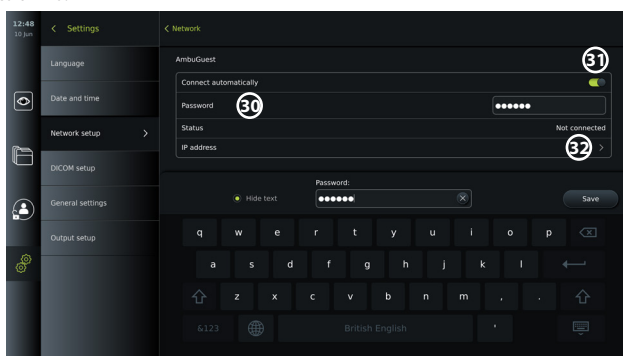 12:48
10 Jun
Settings
Language
Date and time
Network setup
DICOM setup
General settings
Output setup
Network
AmbuGuest
31
Connect automatically
Password
30
Status
Not connected
IP address
32
Password:
Hide text
Save
q w e r t y u i o p
a s d f g h j k l
z x c v b n m , .
&123
British English
'